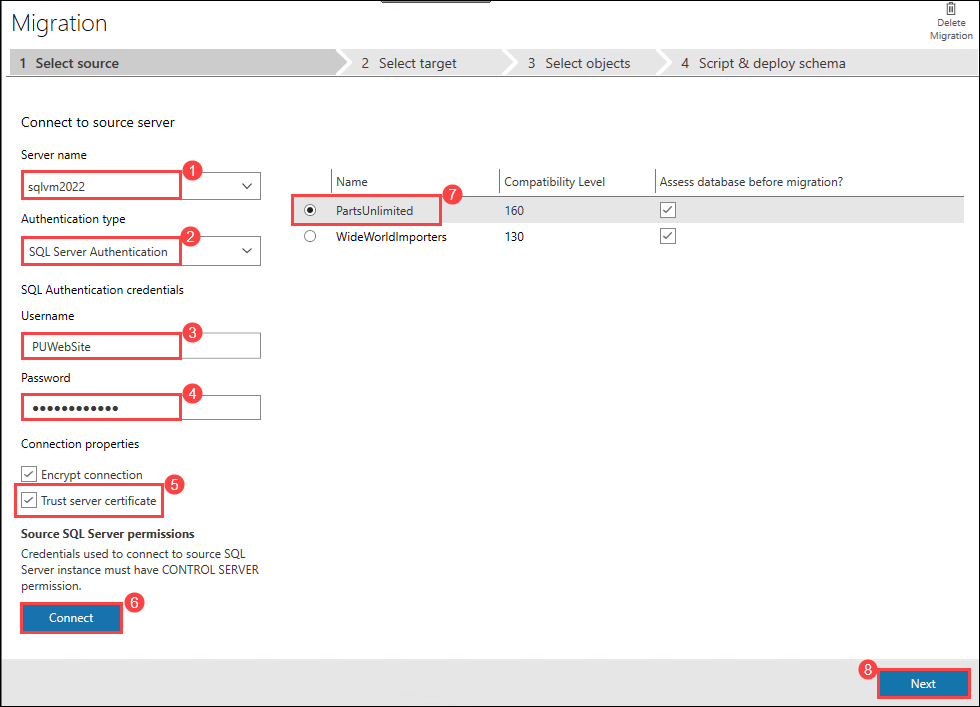 Migration
Delete
Migration
1 Select source
2 Select target
3 Select objects
4 Script & deploy schema
Connect to source server
Server name
1
sqlvm2022
Authentication type
2
SQL Server Authentication
SQL Authentication credentials
Username
3
PUWebSite
Password
4
••••••••••••
Connection properties
Encrypt connection
5
Trust server certificate
Source SQL Server permissions
Credentials used to connect to source SQL
Server instance must have CONTROL SERVER
permission.
6
Connect
Name Compatibility Level Assess database before migration?
7
PartsUnlimited 160
WideWorldImporters 130
8
Next